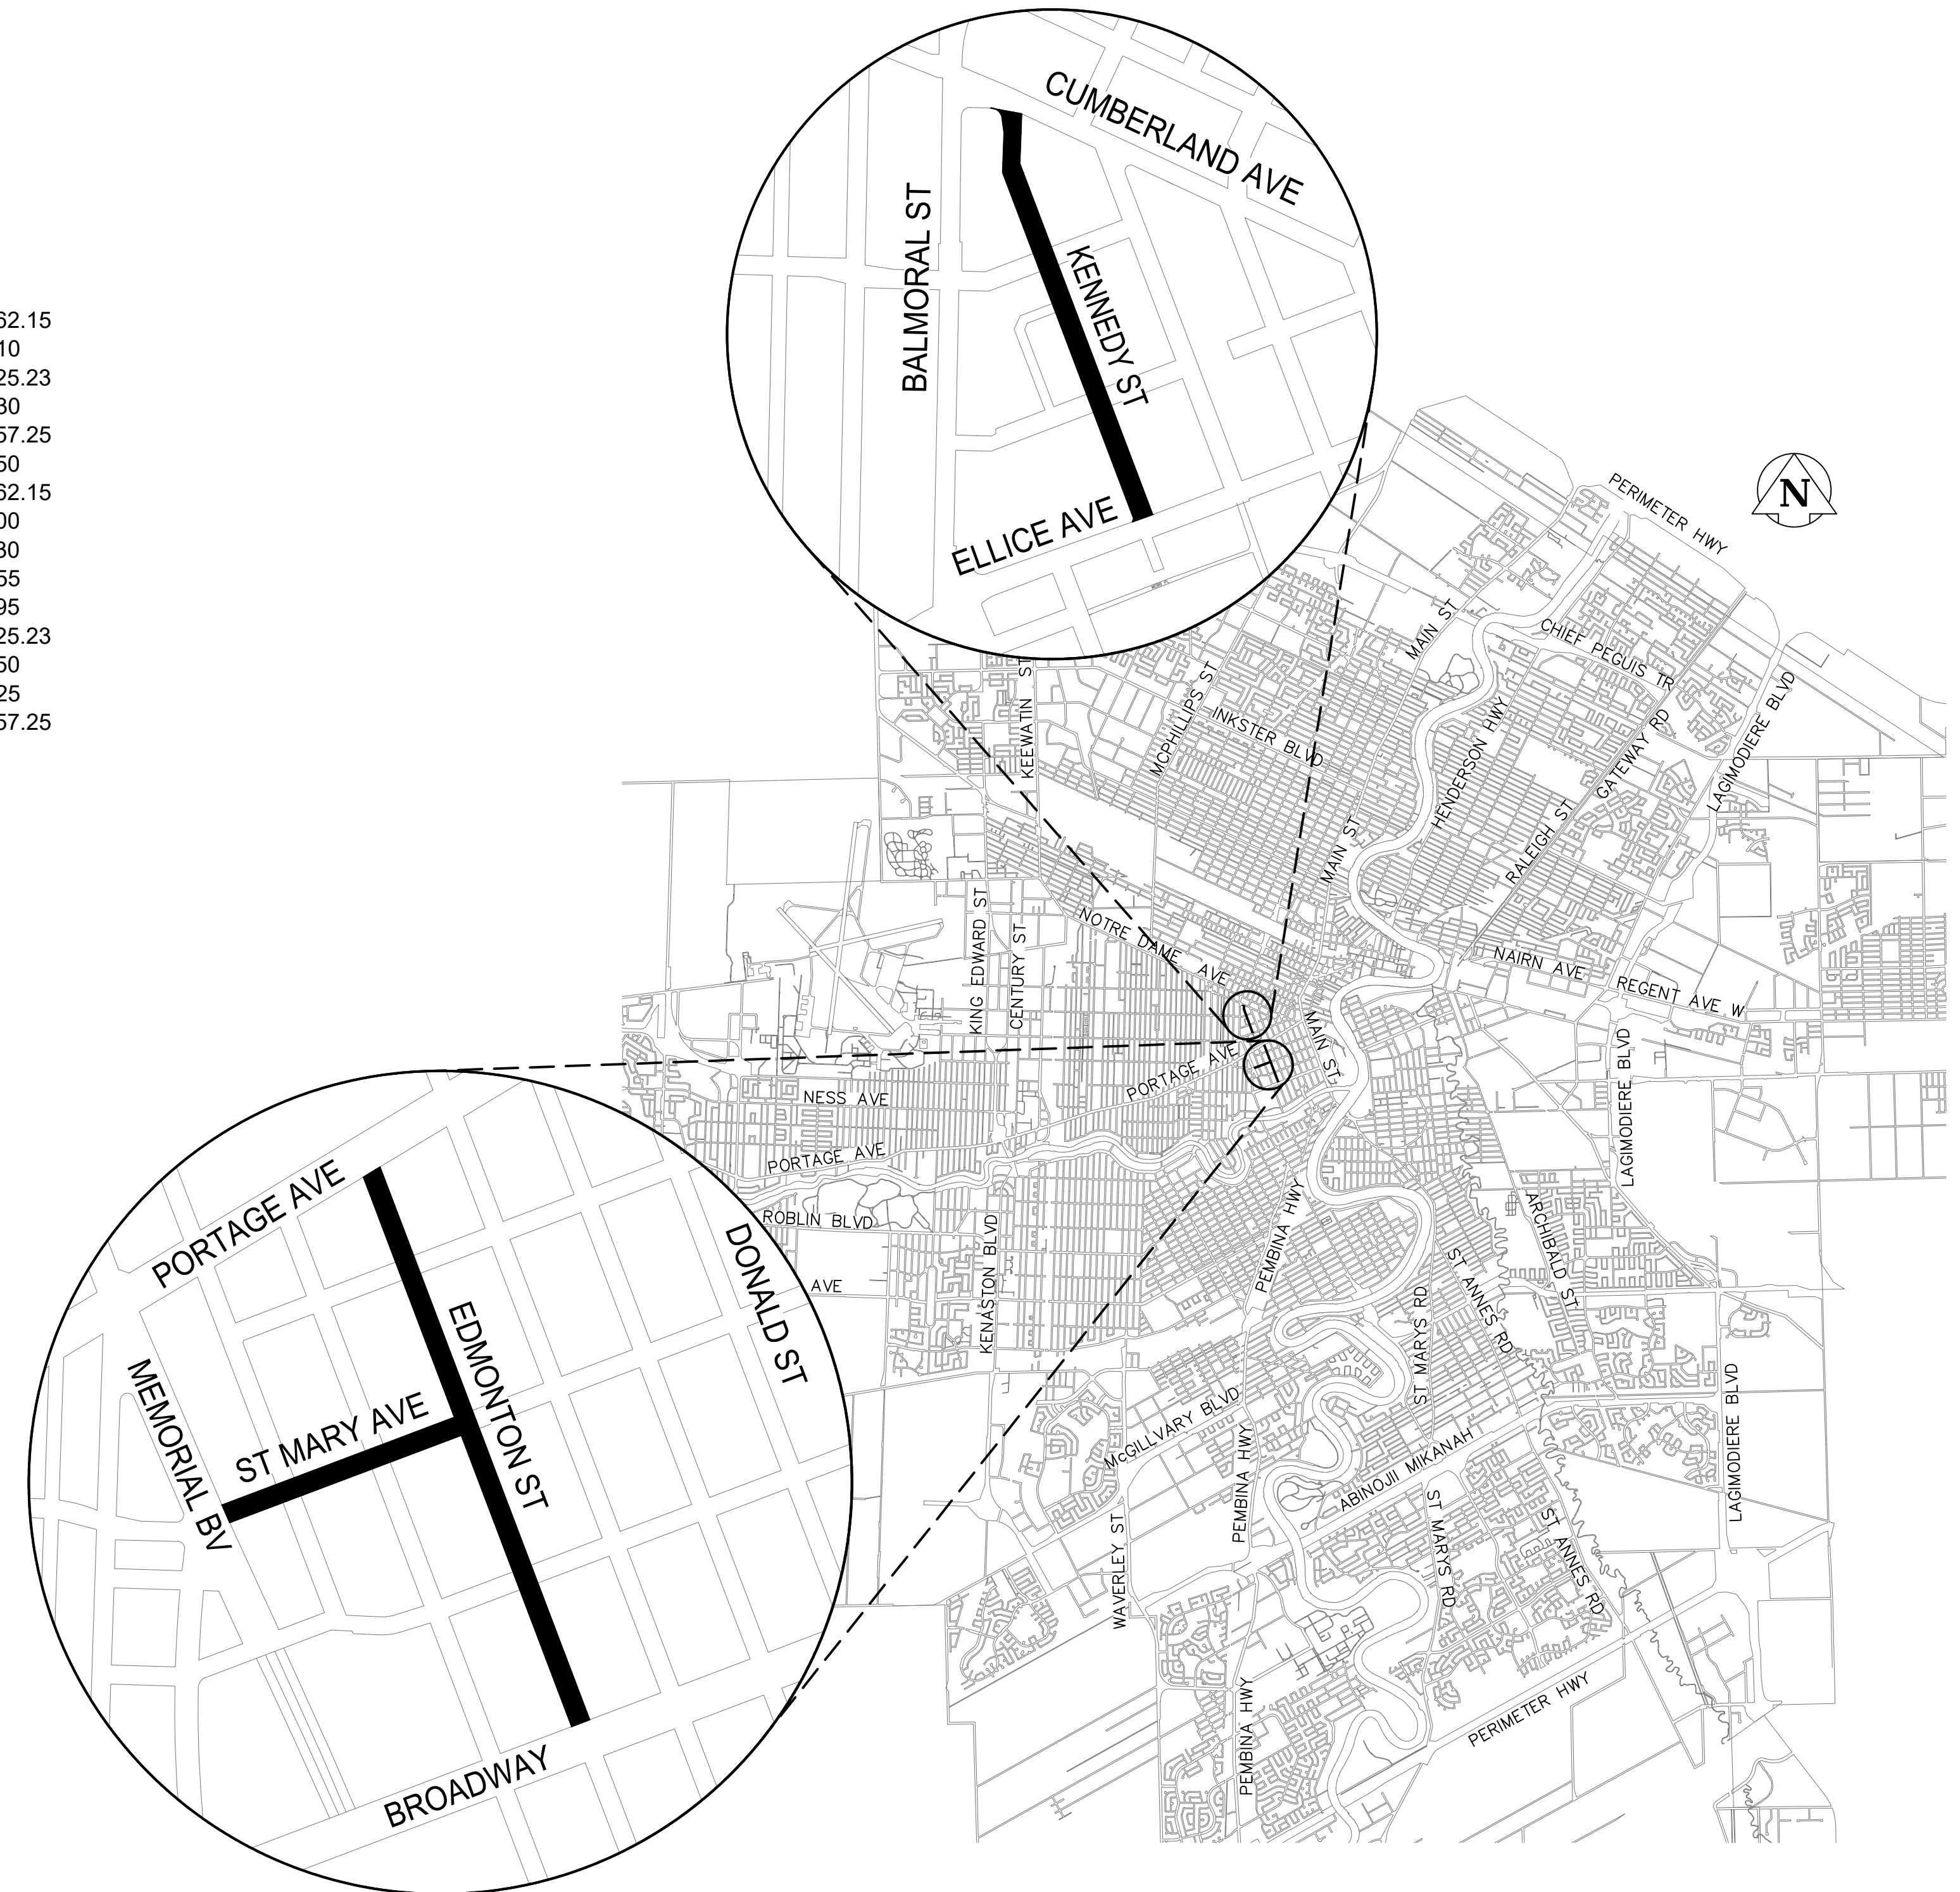 CUMBERLAND AVE
BALMORAL ST
KENNEDY ST
ELLICE AVE
62.15
10
25.23
30
57.25
50
62.15
00
30
55
95
25.23
50
25
57.25
N
PERIMETER HWY
MAIN ST
CHIEF PEGUIS TR
KEEWATIN ST
MCPHILLIPS ST
INKSTER BLVD
HENDERSON HWY
GATEWAY RD
LAGIMODIERE BLVD
RALEIGH ST
MAIN ST
KING EDWARD ST
CENTURY ST
NOTRE DAME AVE
NAIRN AVE
REGENT AVE W
MAIN ST
PORTAGE AVE
NESS AVE
LAGIMODIERE BLVD
PORTAGE AVE
ROBLIN BLVD
AVE
KENASTON BLVD
PEMBINA HWY
ARCHIBALD ST
ST ANNES RD
ST MARYS RD
McGILLVARY BLVD
PEMBINA HWY
ABINOJII MIKANAH
LAGIMODIERE BLVD
WAVERLEY ST
ST MARYS RD
ST ANNES RD
PEMBINA HWY
PERIMETER HWY
PORTAGE AVE
DONALD ST
EDMONTON ST
MEMORIAL BV
ST MARY AVE
BROADWAY